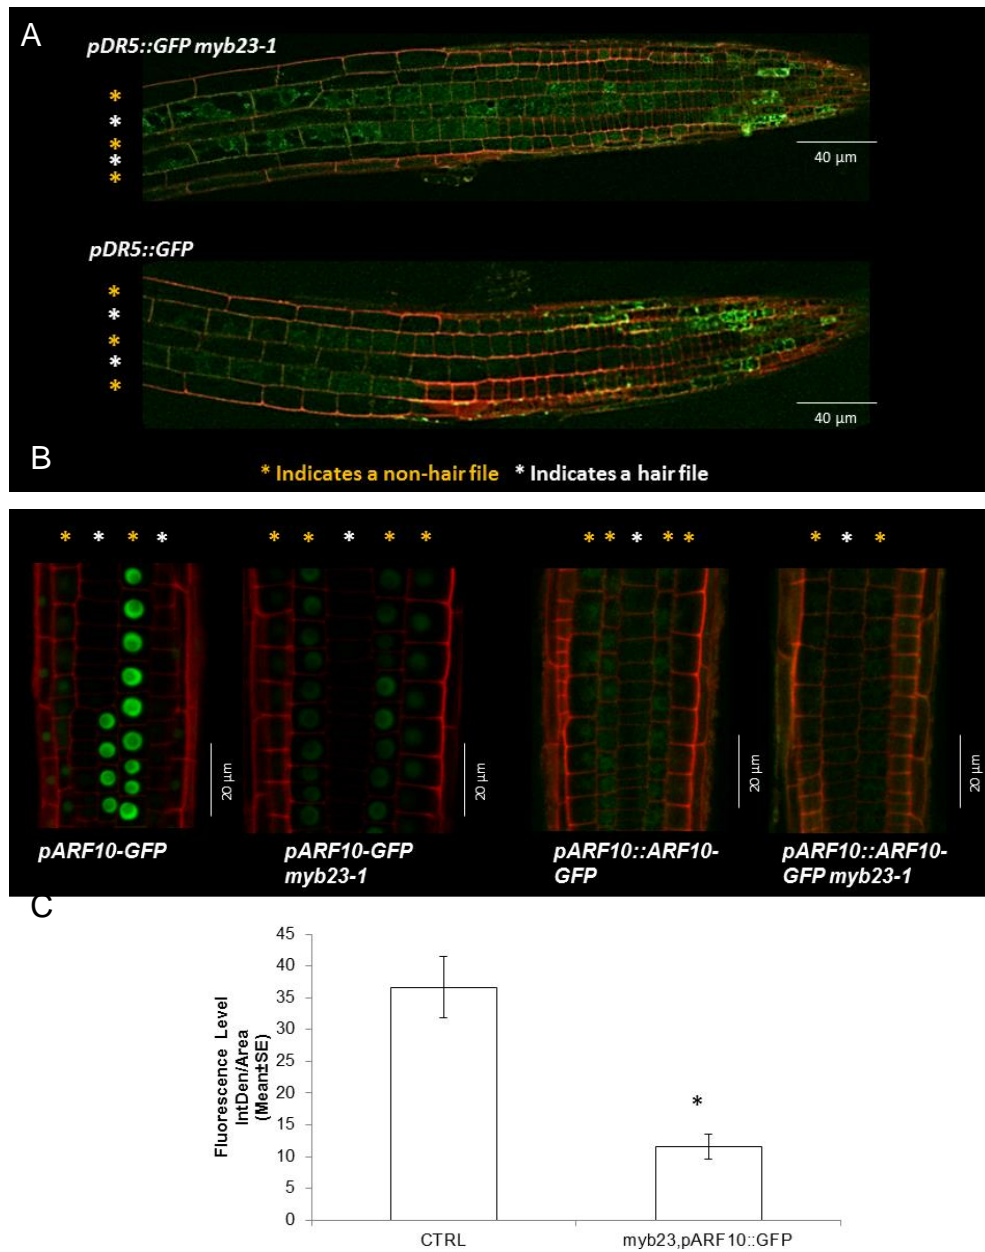 A
pDR5::GFP myb23-1
*
*
*
*
*
40 µm
pDR5::GFP
*
*
*
*
*
40 µm
B
* Indicates a non-hair file * Indicates a hair file
* * * * * * * * * * * * * * * * *
20 µm
20 µm
20 µm
20 µm
pARF10-GFP
pARF10-GFP
myb23-1
pARF10::ARF10-
GFP
pARF10::ARF10-
GFP myb23-1
C
Fluorescence Level
IntDen/Area
(Mean±SE)
45
40
35
30
25
20
15
10
5
0
*
CTRL
myb23,pARF10::GFP